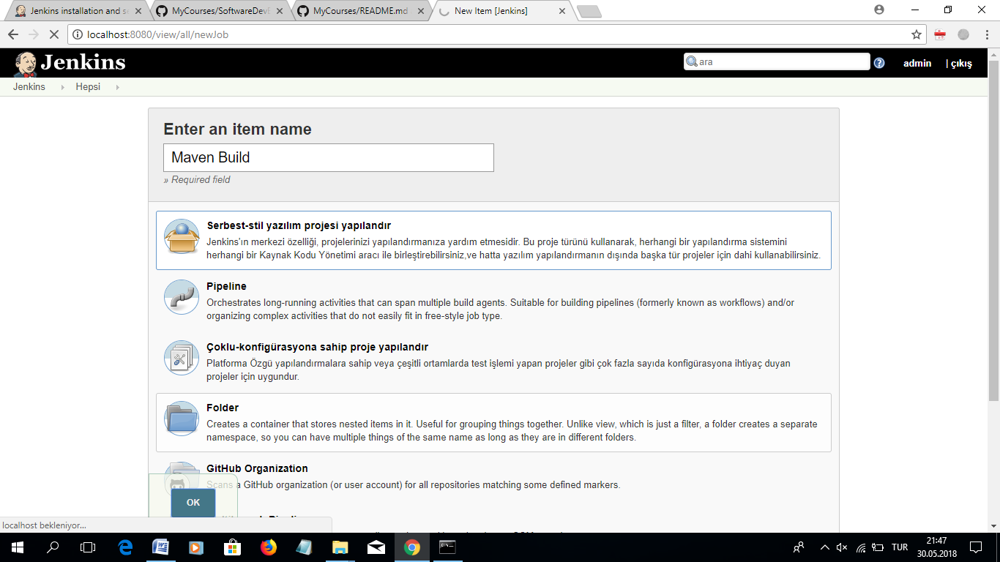 Jenkins installation and se
MyCourses/SoftwareDevE
MyCourses/README.md
New Item [Jenkins]
localhost:8080/view/all/newJob
Jenkins
ara
admin
| çıkış
Jenkins
Hepsi
Enter an item name
Maven Build
» Required field
Serbest-stil yazılım projesi yapılandır
Jenkins'ın merkezi özelliği, projelerinizi yapılandırmanıza yardım etmesidir. Bu proje türünü kullanarak, herhangi bir yapılandırma sistemini
herhangi bir Kaynak Kodu Yönetimi aracı ile birleştirebilirsiniz,ve hatta yazılım yapılandırmanın dışında başka tür projeler için dahi kullanabilirsiniz.
Pipeline
Orchestrates long-running activities that can span multiple build agents. Suitable for building pipelines (formerly known as workflows) and/or
organizing complex activities that do not easily fit in free-style job type.
Çoklu-konfigürasyona sahip proje yapılandır
Platforma Özgü yapılandırmalara sahip veya çeşitli ortamlarda test işlemi yapan projeler gibi çok fazla sayıda konfigürasyona ihtiyaç duyan
projeler için uygundur.
Folder
Creates a container that stores nested items in it. Useful for grouping things together. Unlike view, which is just a filter, a folder creates a separate
namespace, so you can have multiple things of the same name as long as they are in different folders.
GitHub Organization
Scans a GitHub organization (or user account) for all repositories matching some defined markers.
OK
localhost bekleniyor...
TUR
21:47
30.05.2018